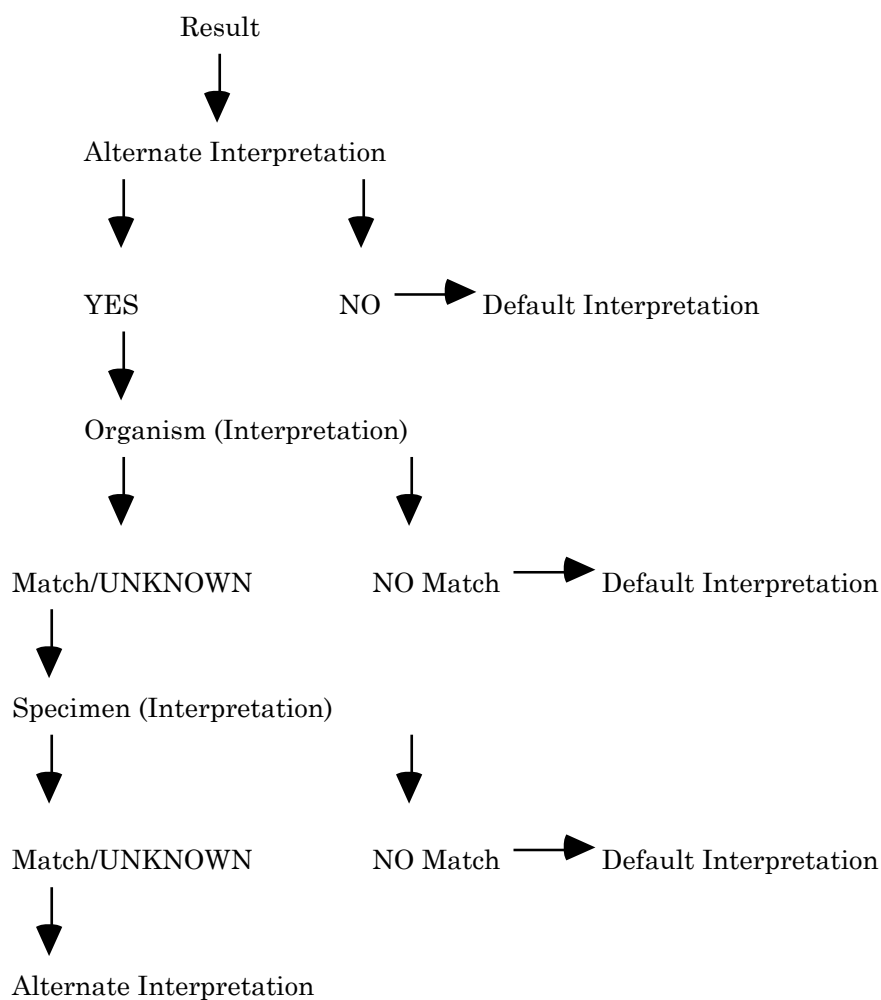 Result
Alternate Interpretation
YES NO Default Interpretation
Organism (Interpretation)
Match/UNKNOWN NO Match Default Interpretation
Specimen (Interpretation)
Match/UNKNOWN NO Match Default Interpretation
Alternate Interpretation